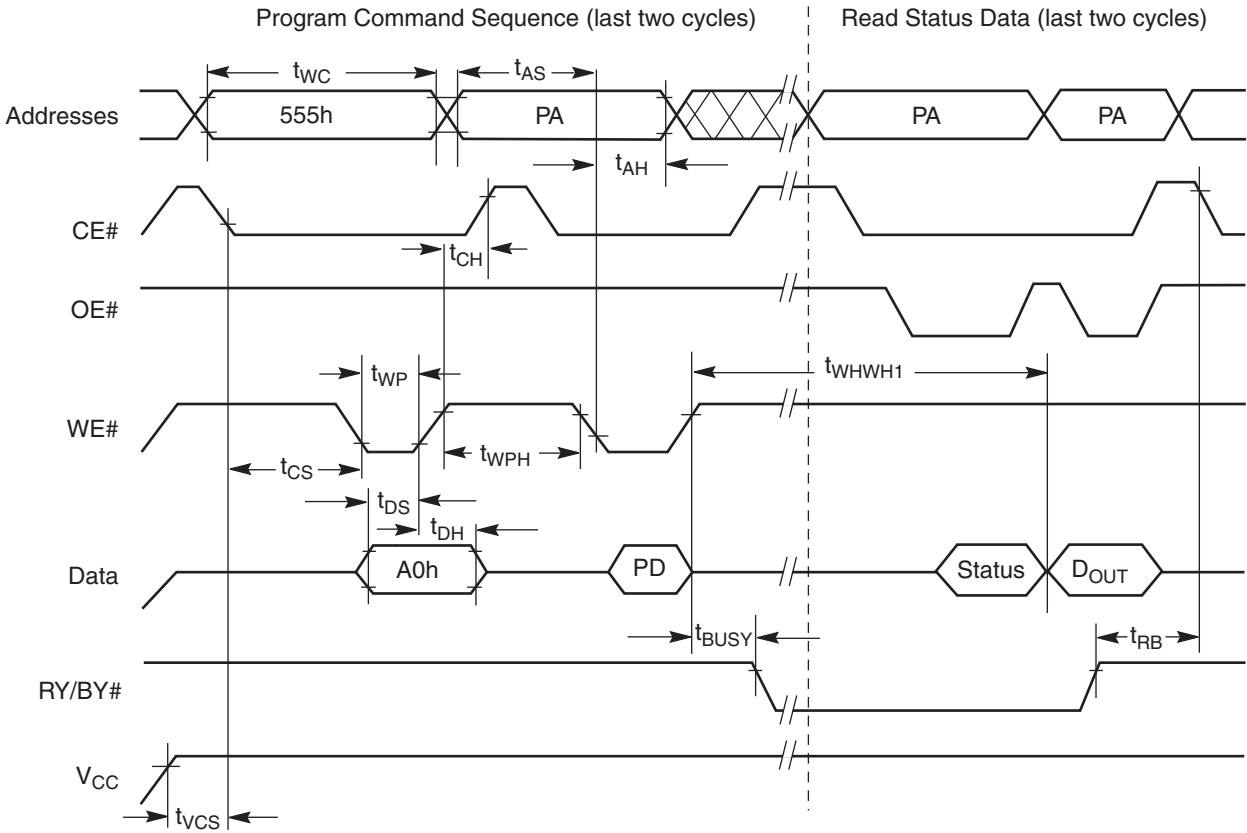 Program Command Sequence (last two cycles) Read Status Data (last two cycles)
tWC tAS
Addresses 555h PA PA PA
tAH
CE#
tCH
OE#
tWP tWHWH1
WE#
tCS tWPH
tDS
tDH
Data A0h PD Status DOUT
tBUSY tRB
RY/BY#
VCC
tVCS